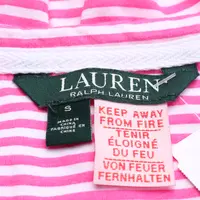 LAUREN
RALPH LAUREN
S
MADE IN CHINA
FABRIQUÉ EN CHINE
KEEP AWAY
FROM FIRE
TENIR
ÉLOIGNÉ
DU FEU
VON FEUER
FERNHALTEN